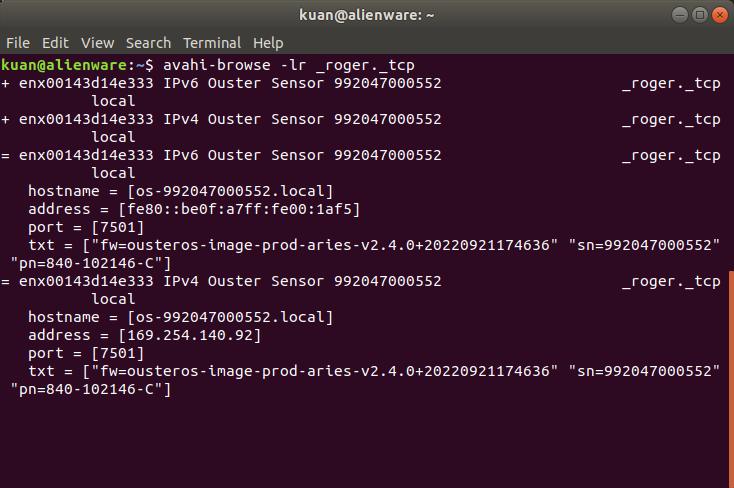 kuan@alienware: ~
File Edit View Search Terminal Help
kuan@alienware:~$ avahi-browse -lr _roger._tcp
+ enx00143d14e333 IPv6 Ouster Sensor 992047000552 _roger._tcp
local
+ enx00143d14e333 IPv4 Ouster Sensor 992047000552 _roger._tcp
local
= enx00143d14e333 IPv6 Ouster Sensor 992047000552 _roger._tcp
local
hostname = [os-992047000552.local]
address = [fe80::be0f:a7ff:fe00:1af5]
port = [7501]
txt = ["fw=ousteros-image-prod-aries-v2.4.0+20220921174636" "sn=992047000552"
"pn=840-102146-C"]
= enx00143d14e333 IPv4 Ouster Sensor 992047000552 _roger._tcp
local
hostname = [os-992047000552.local]
address = [169.254.140.92]
port = [7501]
txt = ["fw=ousteros-image-prod-aries-v2.4.0+20220921174636" "sn=992047000552"
"pn=840-102146-C"]